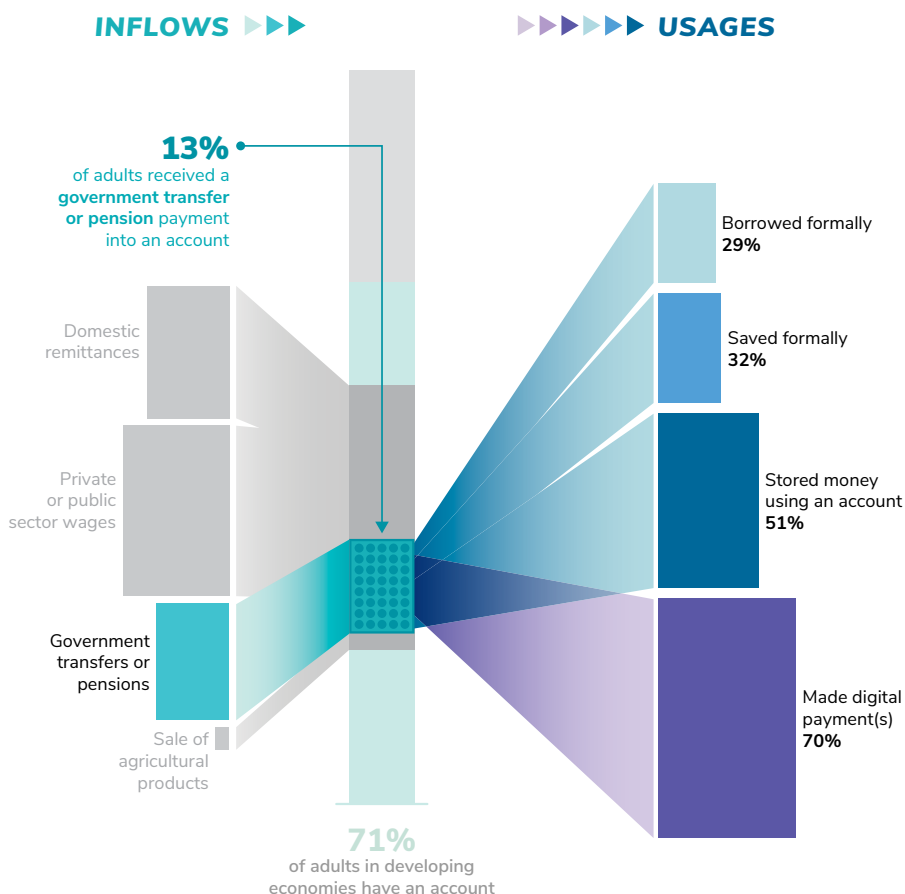 INFLOWS
USAGES
13%
of adults received a
government transfer
or pension payment
into an account
Domestic
remittances
Private
or public
sector wages
Government
transfers or
pensions
Sale of
agricultural
products
Borrowed formally
29%
Saved formally
32%
Stored money
using an account
51%
Made digital
payment(s)
70%
71%
of adults in developing
economies have an account